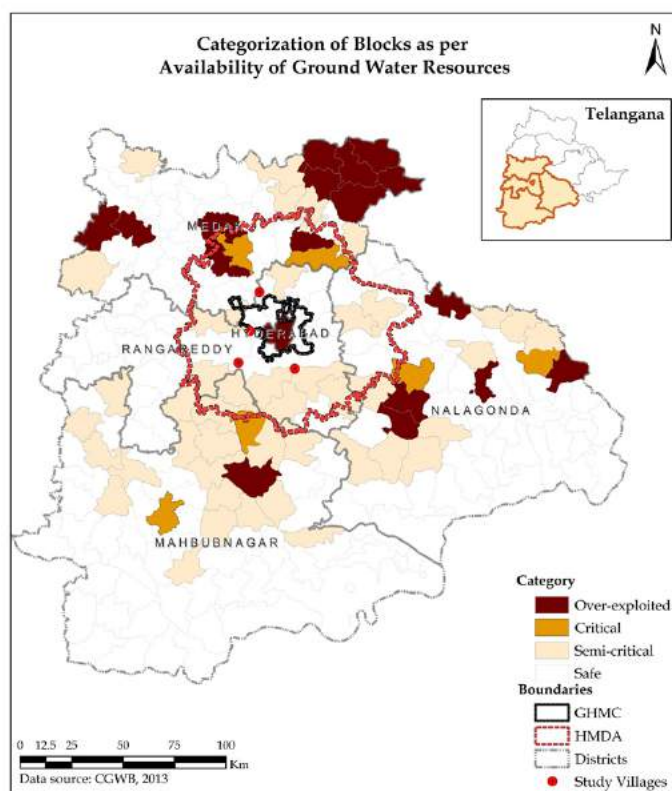 Categorization of Blocks as per
Availability of Ground Water Resources
N
Telangana
MEDAK
HYDERABAD
RANGAREDDY
NALAGONDA
MAHBUBNAGAR
Category
Over-exploited
Critical
Semi-critical
Safe
Boundaries
GHMC
HMDA
Districts
Study Villages
0 12.5 25 50 75 100
Km
Data source: CGWB, 2013